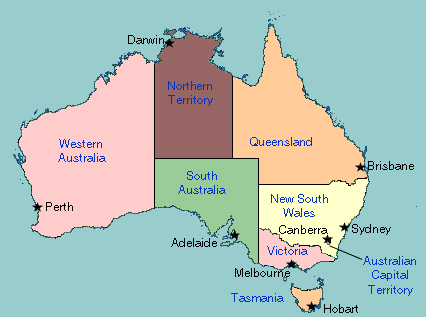 Darwin
Northern
Territory
Western
Australia
Queensland
South
Australia
Brisbane
New South
Wales
Perth
Canberra
Sydney
Adelaide
Victoria
Australian
Capital
Territory
Melbourne
Tasmania
Hobart